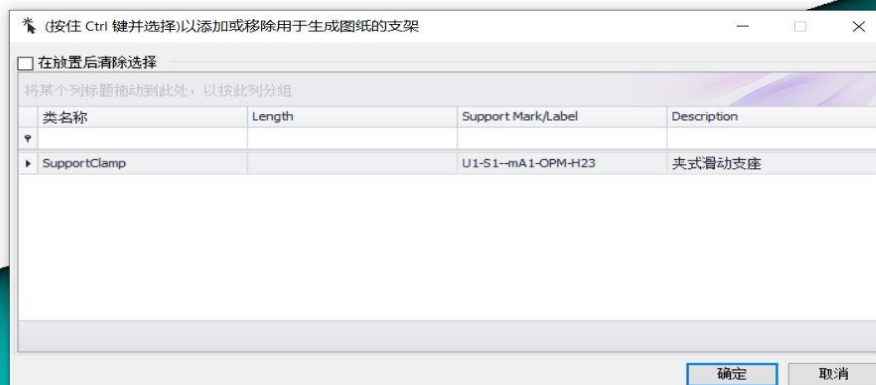 (按住 Ctrl 键并选择)以添加或移除用于生成图纸的支架
在放置后清除选择
将某个列标题拖动到此处，以按此列分组
类名称 Length Support Mark/Label Description
SupportClamp U1-S1--mA1-OPM-H23 夹式滑动支座
确定 取消